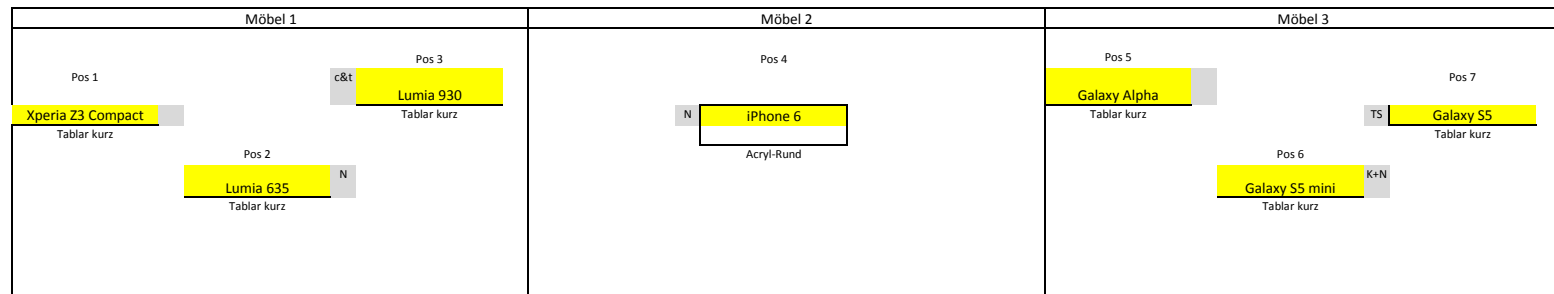 Möbel 1
Möbel 2
Möbel 3
Pos 1
Xperia Z3 Compact
Tablar kurz
Pos 2
N
Lumia 635
Tablar kurz
Pos 3
c&t
Lumia 930
Tablar kurz
Pos 4
N
iPhone 6
Acryl-Rund
Pos 5
Galaxy Alpha
Tablar kurz
Pos 6
K+N
Galaxy S5 mini
Tablar kurz
Pos 7
TS
Galaxy S5
Tablar kurz